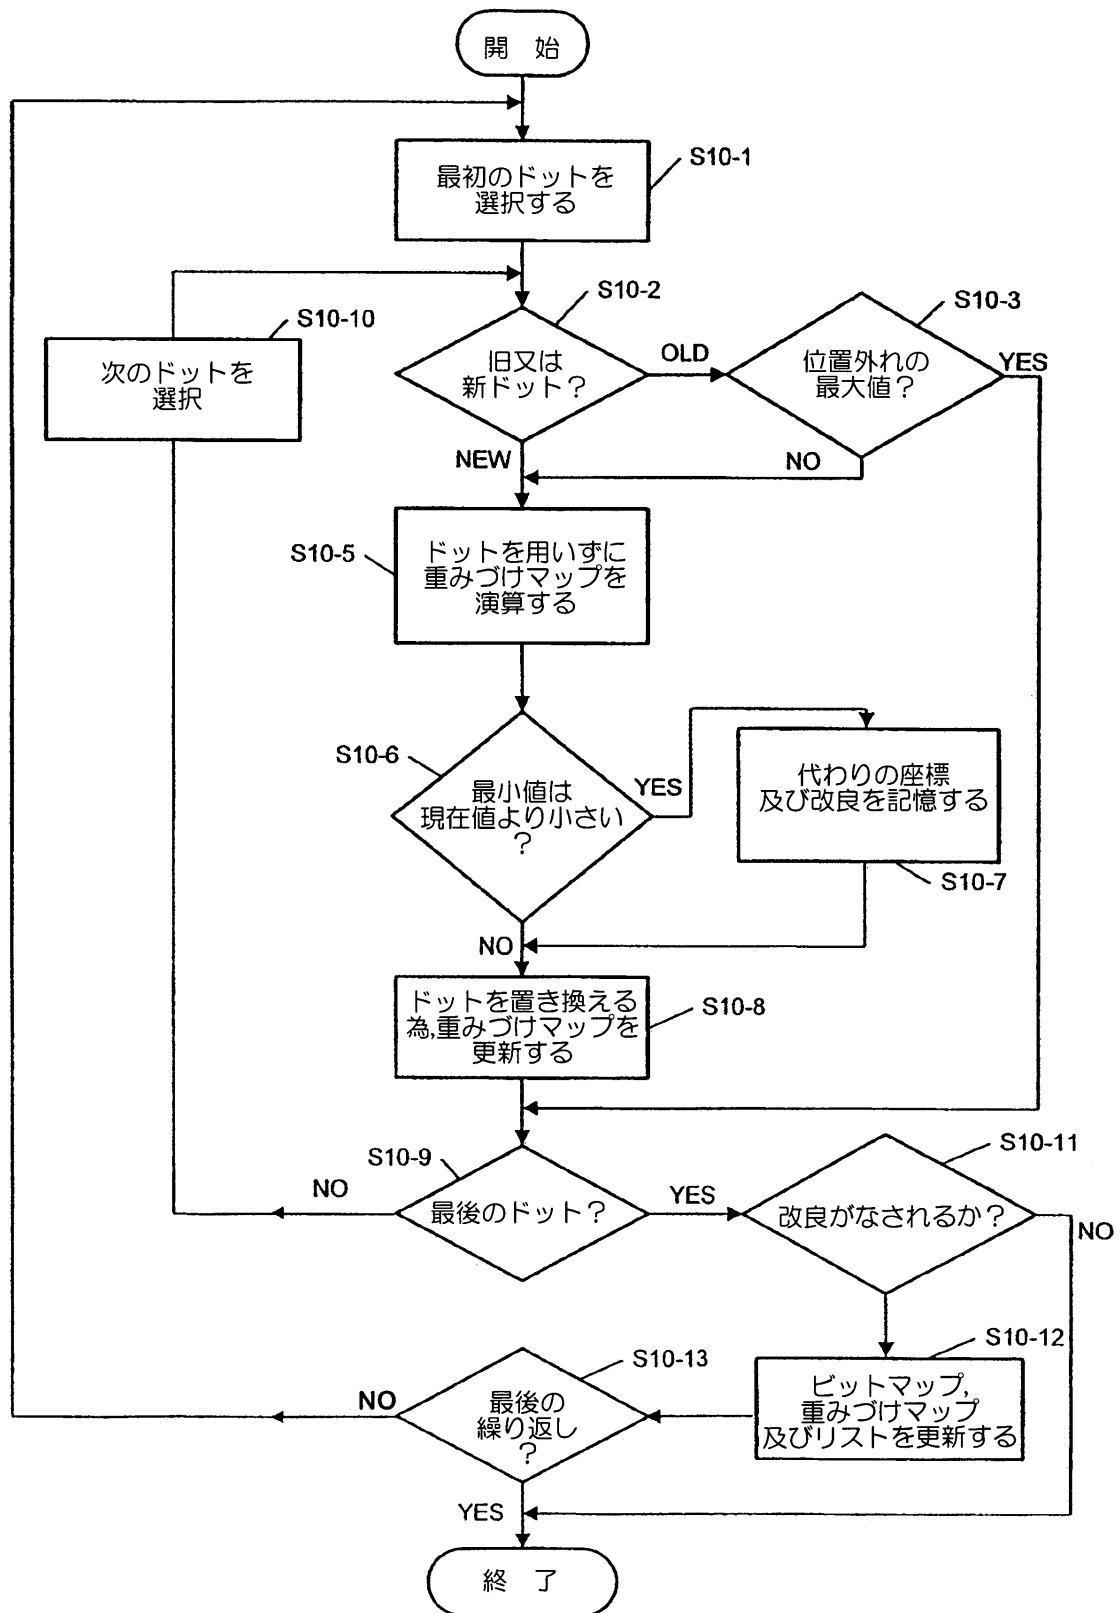 開 始
最初のドットを
選択する
S10-1
S10-2
旧又は
新ドット?
OLD
NEW
S10-3
位置外れの
最大値?
YES
NO
S10-10
次のドットを
選択
S10-5
ドットを用いずに
重みづけマップを
演算する
S10-6
最小値は
現在値より小さい
?
YES
NO
代わりの座標
及び改良を記憶する
S10-7
ドットを置き換える
為,重みづけマップを
更新する
S10-8
S10-9
最後のドット?
NO
YES
S10-11
改良がなされるか?
NO
S10-12
ビットマップ,
重みづけマップ
及びリストを更新する
S10-13
最後の
繰り返し
?
NO
YES
終 了